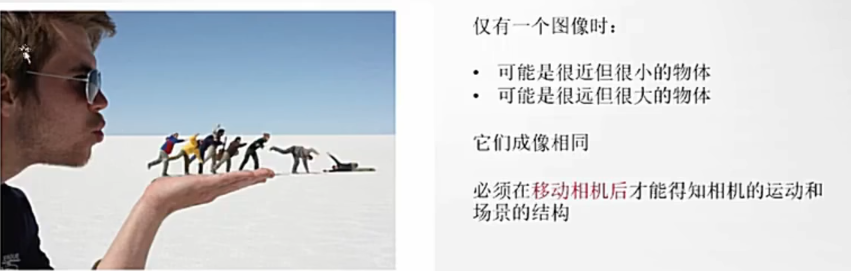 仅有一个图像时：
• 可能是很近但很小的物体
• 可能是很远但很大的物体
它们成像相同
必须在移动相机后才能得知相机的运动和
场景的结构